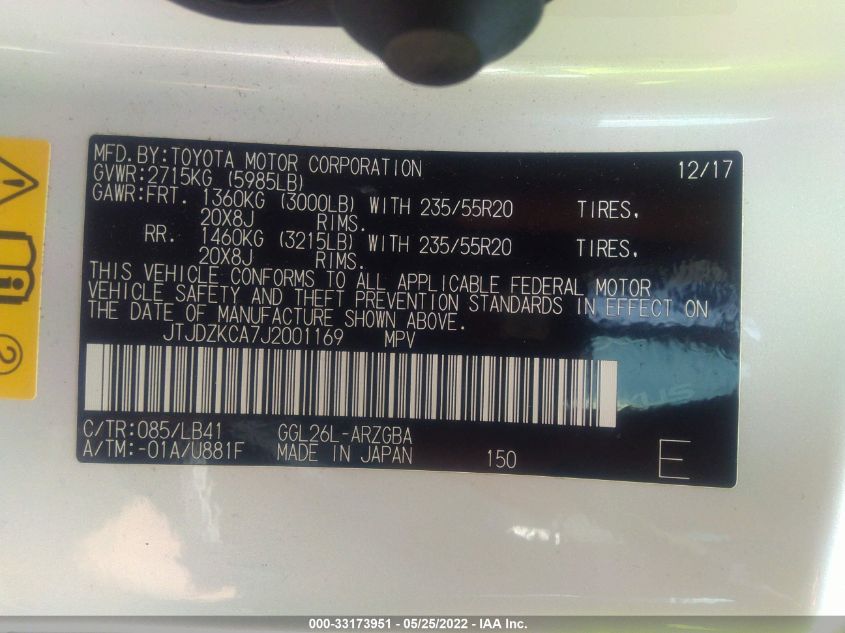 MFD.BY:TOYOTA MOTOR CORPORATION 12/17
GVWR:2715KG (5985LB)
GAWR:FRT. 1360KG (3000LB) WITH 235/55R20 TIRES,
20X8J RIMS.
RR. 1460KG (3215LB) WITH 235/55R20 TIRES,
20X8J RIMS.
THIS VEHICLE CONFORMS TO ALL APPLICABLE FEDERAL MOTOR
VEHICLE SAFETY AND THEFT PREVENTION STANDARDS IN EFFECT ON
THE DATE OF MANUFACTURE SHOWN ABOVE.
JTJDZKCA7J2001169 MPV
C/TR:085/LB41 GGL26L-ARZGBA
A/TM:-01A/U881F MADE IN JAPAN 150 E
2
000-33173951 - 05/25/2022 - IAA Inc.